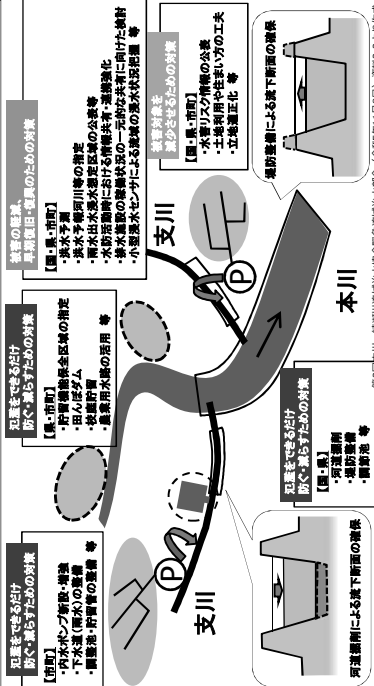 氾濫をできるだけ
防ぐ・減らすための対策
【市町】
・内水ポンプ新設・増強
・下水道(雨水)の整備
・調整池・貯留管の整備 等
氾濫をできるだけ
防ぐ・減らすための対策
【県・市町】
・貯留機能保全区域の指定
・田んぼダム
・校庭貯留
・農業用水路の活用 等
被害の軽減、
早期復旧・復興のための対策
【国・県・市町】
・洪水予測
・洪水予報河川等の指定
・雨水出水浸水想定区域の公表等
・水防活動時における情報共有・連携強化
・排水施設の稼働状況の一元的な共有に向けた検討
・小型浸水センサによる流域の浸水状況把握 等
被害対象を
減少させるための対策
【国・県・市町】
・水害リスク情報の公表
・土地利用や住まい方の工夫
・立地適正化 等
支川
P
支川
P
本川
堤防整備による流下断面の確保
氾濫をできるだけ
防ぐ・減らすための対策
【国・県】
・河道掘削
・堤防整備
・調節池 等
河道掘削による流下断面の確保